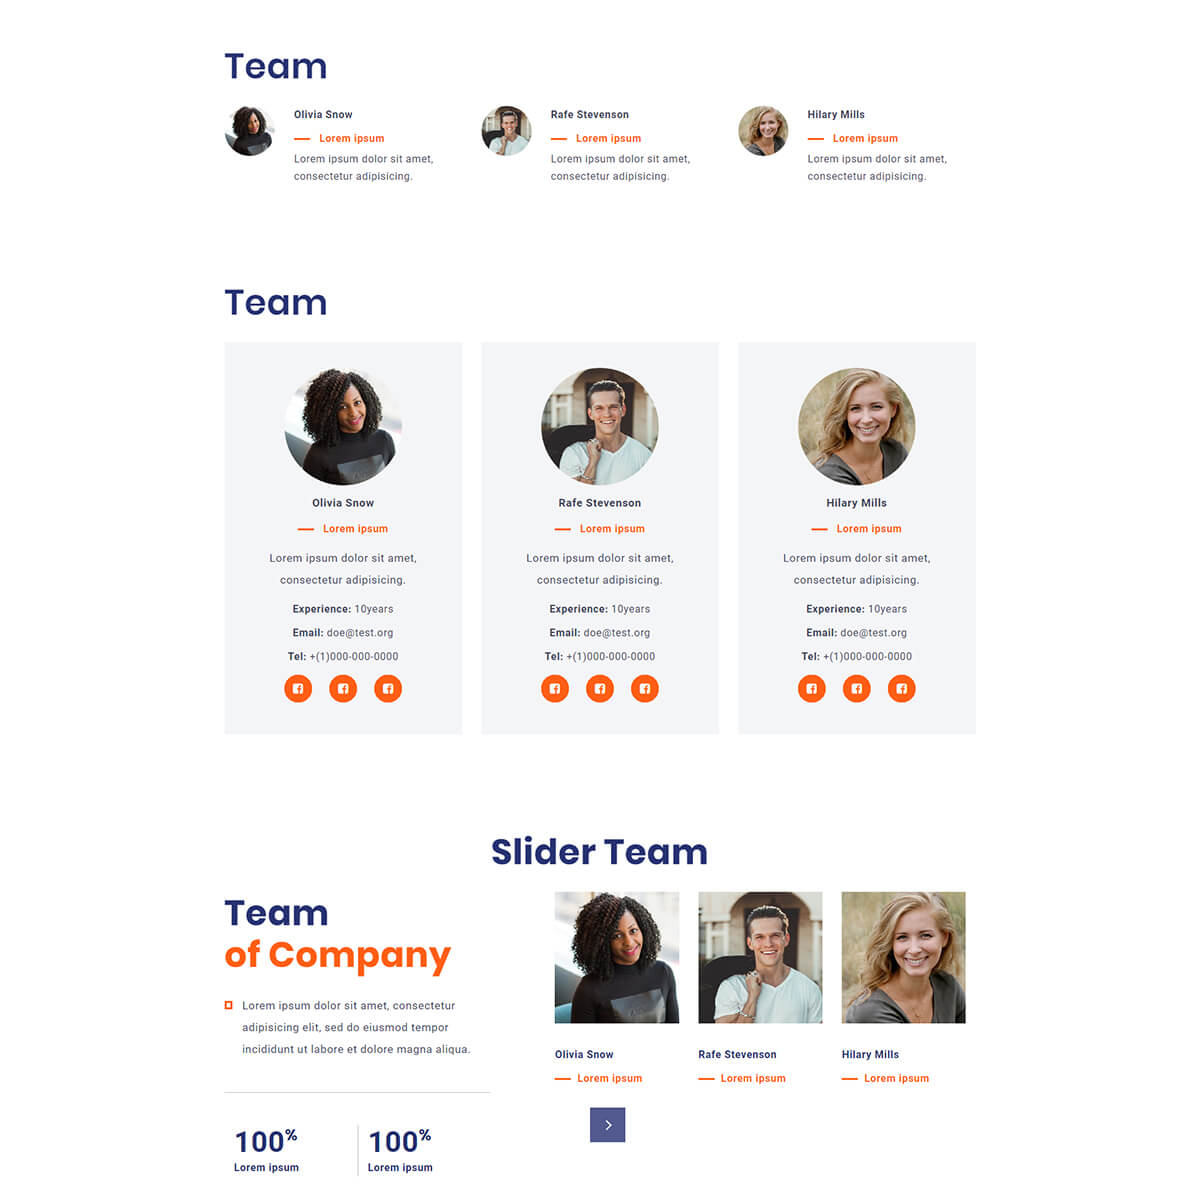 Team
Olivia Snow
Lorem ipsum
Lorem ipsum dolor sit amet,
consectetur adipisicing.
Rafe Stevenson
Lorem ipsum
Lorem ipsum dolor sit amet,
consectetur adipisicing.
Hilary Mills
Lorem ipsum
Lorem ipsum dolor sit amet,
consectetur adipisicing.
Team
Olivia Snow
Lorem ipsum
Lorem ipsum dolor sit amet,
consectetur adipisicing.
Experience: 10years
Email: doe@test.org
Tel: +(1)000-000-0000
Rafe Stevenson
Lorem ipsum
Lorem ipsum dolor sit amet,
consectetur adipisicing.
Experience: 10years
Email: doe@test.org
Tel: +(1)000-000-0000
Hilary Mills
Lorem ipsum
Lorem ipsum dolor sit amet,
consectetur adipisicing.
Experience: 10years
Email: doe@test.org
Tel: +(1)000-000-0000
Slider Team
Team
of Company
Lorem ipsum dolor sit amet, consectetur
adipisicing elit, sed do eiusmod tempor
incididunt ut labore et dolore magna aliqua.
100%
Lorem ipsum
100%
Lorem ipsum
Olivia Snow
Lorem ipsum
Rafe Stevenson
Lorem ipsum
Hilary Mills
Lorem ipsum